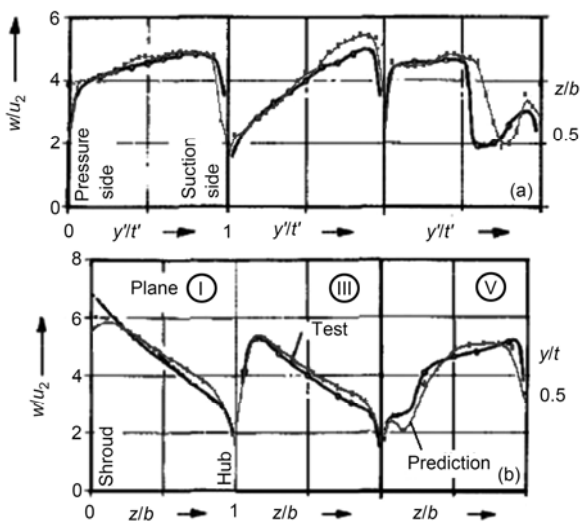 w/u2
6
4
2
0
z/b
0.5
Pressure side
Suction side
(a)
0 y'/t' 1 y'/t' y'/t'
Plane I III V
w/u2
8
6
4
2
0
Test
y/t
0.5
Shroud
Hub
Prediction
(b)
0 z/b 1 z/b z/b